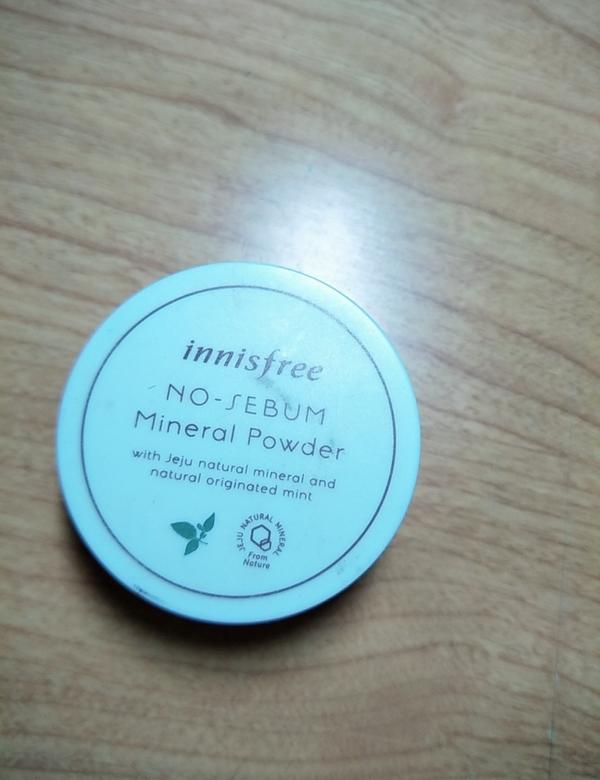 innisfree
NO-SEBUM
Mineral Powder
with Jeju natural mineral and
natural originated mint
JEJU NATURAL MINERAL
From
Nature